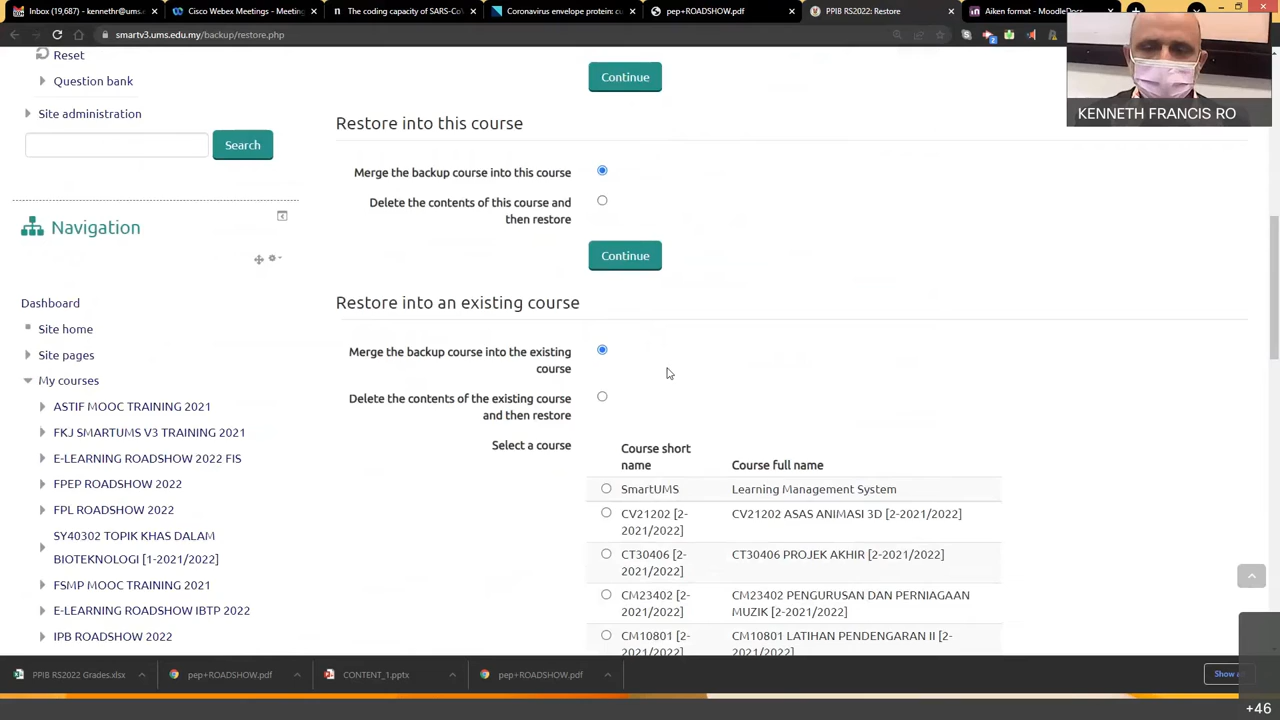 Inbox (19,687) - kenneth@ums.e
Cisco Webex Meetings - Meeting
The coding capacity of SARS-CoV
Coronavirus envelope protein: c
pep+ROADSHOW.pdf
PPIB RS2022: Restore
Aiken format - MoodleDocs
smartv3.ums.edu.my/backup/restore.php
Reset
Question bank
Site administration
Search
Navigation
Dashboard
Site home
Site pages
My courses
ASTIF MOOC TRAINING 2021
FKJ SMARTUMS V3 TRAINING 2021
E-LEARNING ROADSHOW 2022 FIS
FPEP ROADSHOW 2022
FPL ROADSHOW 2022
SY40302 TOPIK KHAS DALAM
BIOTEKNOLOGI [1-2021/2022]
FSMP MOOC TRAINING 2021
E-LEARNING ROADSHOW IBTP 2022
IPB ROADSHOW 2022
Continue
Restore into this course
Merge the backup course into this course
Delete the contents of this course and
then restore
Continue
Restore into an existing course
Merge the backup course into the existing
course
Delete the contents of the existing course
and then restore
Select a course
Course short
name
Course full name
SmartUMS
Learning Management System
CV21202 [2-
2021/2022]
CV21202 ASAS ANIMASI 3D [2-2021/2022]
CT30406 [2-
2021/2022]
CT30406 PROJEK AKHIR [2-2021/2022]
CM23402 [2-
2021/2022]
CM23402 PENGURUSAN DAN PERNIAGAAN
MUZIK [2-2021/2022]
CM10801 [2-
2021/2022]
CM10801 LATIHAN PENDENGARAN II [2-
2021/2022]
KENNETH FRANCIS RO
PPIB RS2022 Grades.xlsx
pep+ROADSHOW.pdf
CONTENT_1.pptx
pep+ROADSHOW.pdf
Show
+46